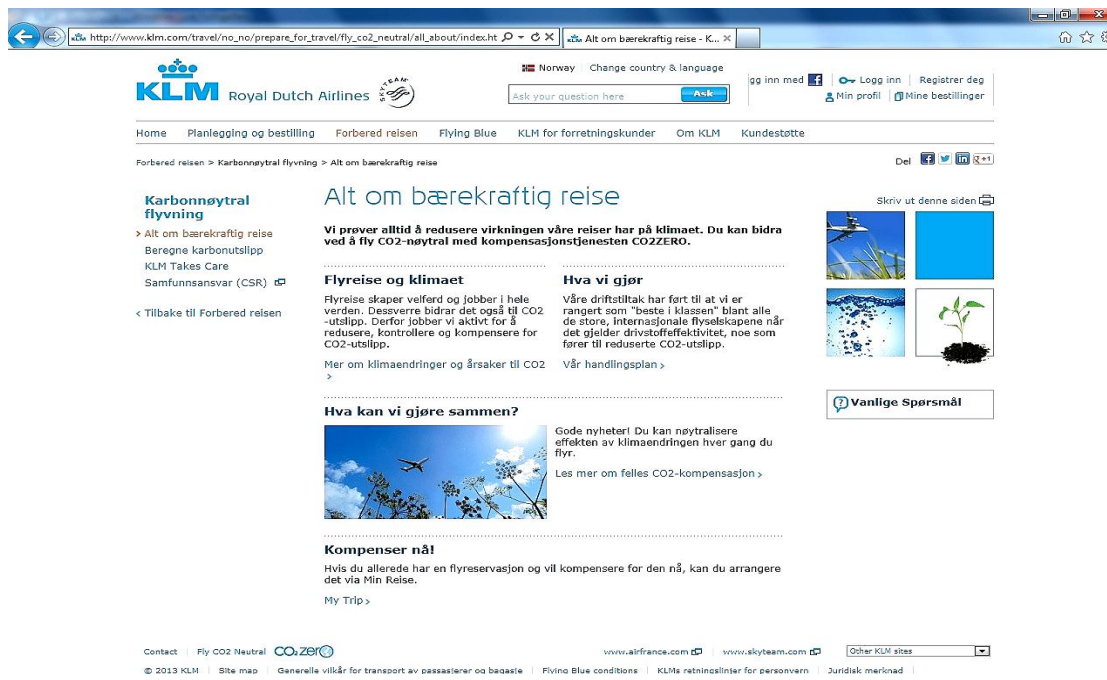 http://www.klm.com/travel/no_no/prepare_for_travel/fly_co2_neutral/all_about/index.ht
Alt om bærekraftig reise - K...
KLM Royal Dutch Airlines
SKYTEAM
Norway Change country & language
Ask your question here Ask
gg inn med Logg inn Registrer deg
Min profil Mine bestillinger
Home Planlegging og bestilling Forbered reisen Flying Blue KLM for forretningskunder Om KLM Kundestøtte
Forbered reisen > Karbonnøytral flyvning > Alt om bærekraftig reise
Del +1
Karbonnøytral
flyvning
> Alt om bærekraftig reise
Beregne karbonutslipp
KLM Takes Care
Samfunnsansvar (CSR)
< Tilbake til Forbered reisen
Alt om bærekraftig reise
Vi prøver alltid å redusere virkningen våre reiser har på klimaet. Du kan bidra
ved å fly CO2-nøytral med kompensasjonstjenesten CO2ZERO.
Flyreise og klimaet
Flyreise skaper velferd og jobber i hele
verden. Dessverre bidrar det også til CO2
-utslipp. Derfor jobber vi aktivt for å
redusere, kontrollere og kompensere for
CO2-utslipp.
Mer om klimaendringer og årsaker til CO2
>
Hva vi gjør
Våre driftstiltak har ført til at vi er
rangert som "beste i klassen" blant alle
de store, internasjonale flyselskapene når
det gjelder drivstoffeffektivitet, noe som
fører til reduserte CO2-utslipp.
Vår handlingsplan >
Hva kan vi gjøre sammen?
Gode nyheter! Du kan nøytralisere
effekten av klimaendringen hver gang du
flyr.
Les mer om felles CO2-kompensasjon >
Kompenser nå!
Hvis du allerede har en flyreservasjon og vil kompensere for den nå, kan du arrangere
det via Min Reise.
My Trip >
Skriv ut denne siden
Vanlige Spørsmål
Contact Fly CO2 Neutral CO2ZERO
www.airfrance.com www.skyteam.com Other KLM sites
© 2013 KLM Site map Generelle vilkår for transport av passasjerer og bagasje Flying Blue conditions KLMs retningslinjer for personvern Juridisk merknad